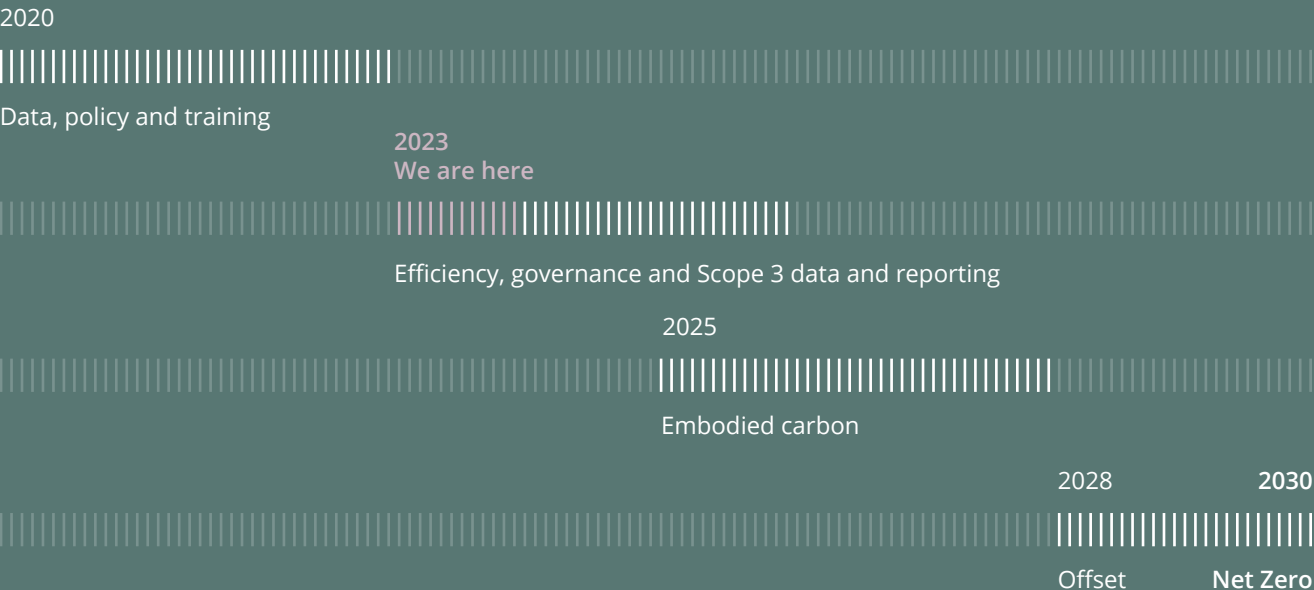 2020
Data, policy and training
2023
We are here
Efficiency, governance and Scope 3 data and reporting
2025
Embodied carbon
2028 2030
Offset Net Zero